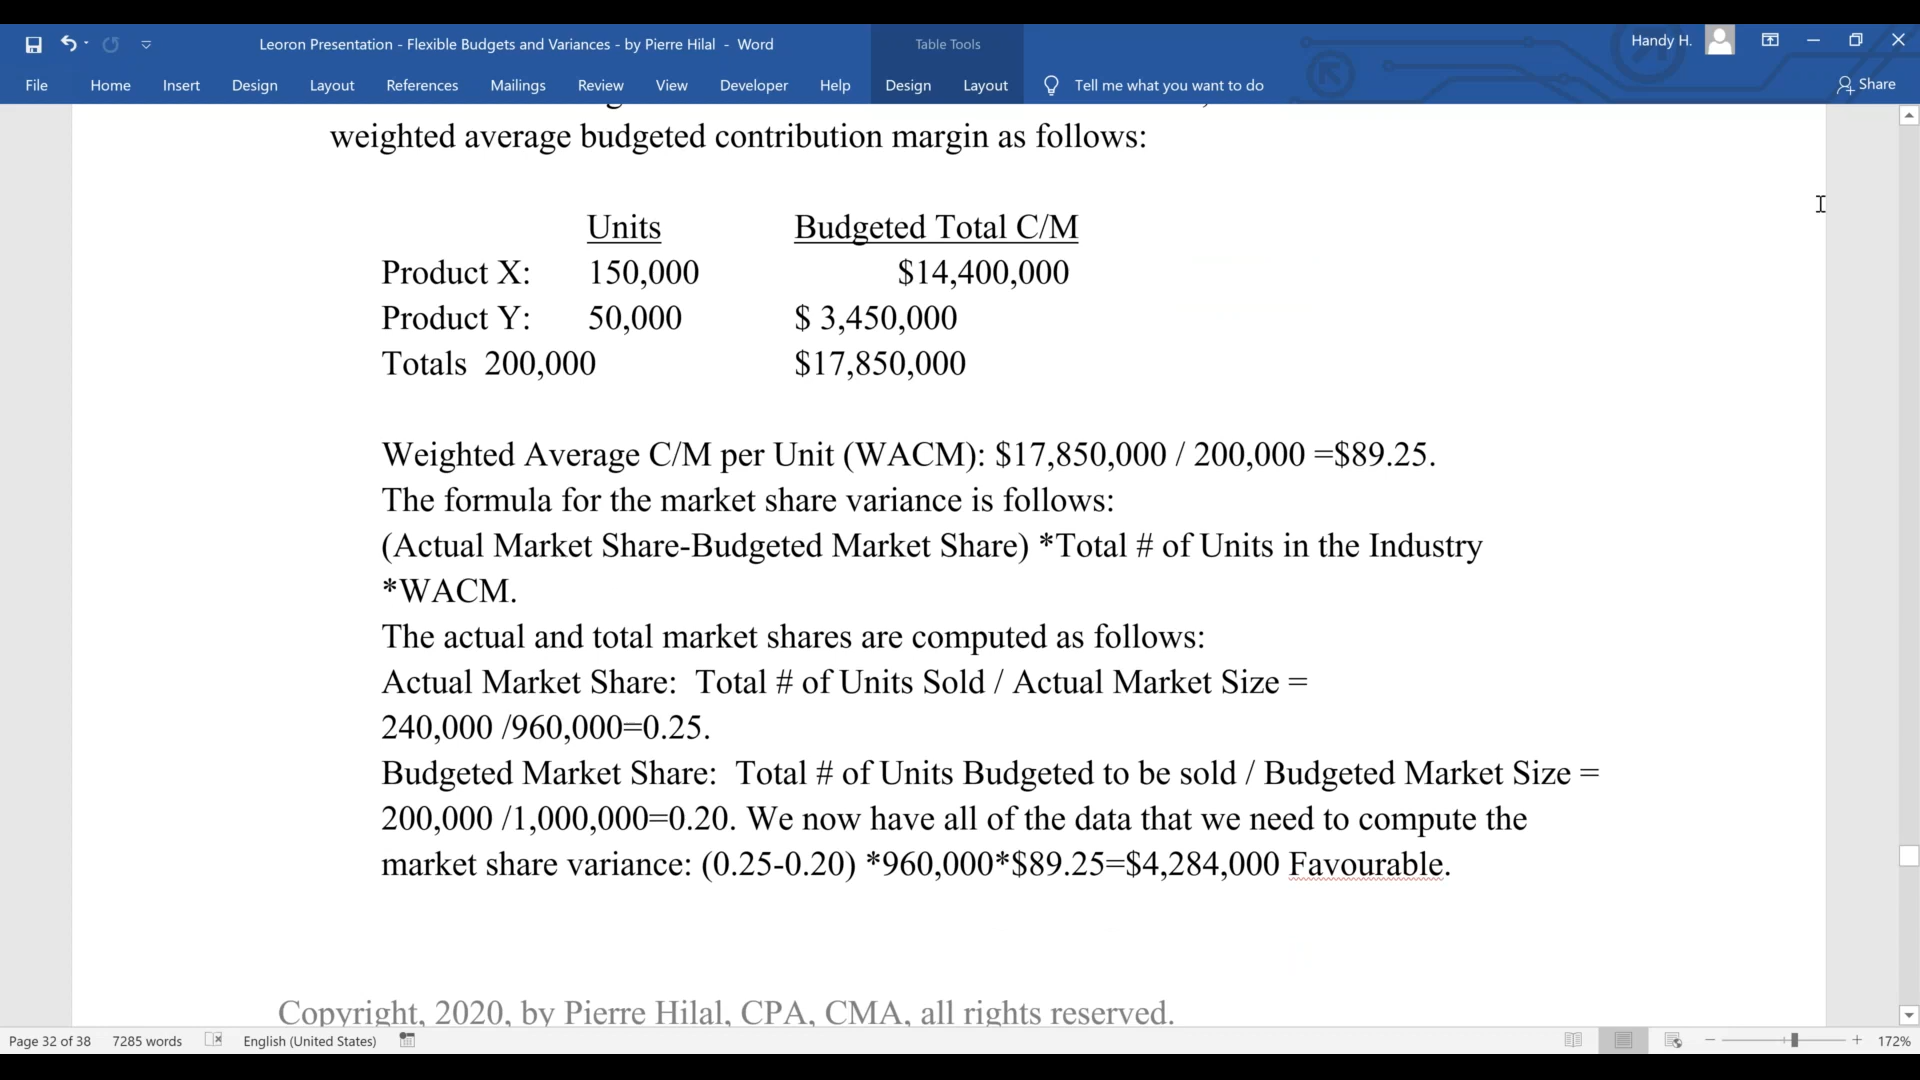 Leoron Presentation - Flexible Budgets and Variances - by Pierre Hilal - Word
Table Tools
Handy H.
File Home Insert Design Layout References Mailings Review View Developer Help Design Layout Tell me what you want to do Share
weighted average budgeted contribution margin as follows:
Units Budgeted Total C/M
Product X: 150,000 $14,400,000
Product Y: 50,000 $ 3,450,000
Totals 200,000 $17,850,000
Weighted Average C/M per Unit (WACM): $17,850,000 / 200,000 =$89.25.
The formula for the market share variance is follows:
(Actual Market Share-Budgeted Market Share) *Total # of Units in the Industry
*WACM.
The actual and total market shares are computed as follows:
Actual Market Share: Total # of Units Sold / Actual Market Size =
240,000 /960,000=0.25.
Budgeted Market Share: Total # of Units Budgeted to be sold / Budgeted Market Size =
200,000 /1,000,000=0.20. We now have all of the data that we need to compute the
market share variance: (0.25-0.20) *960,000*$89.25=$4,284,000 Favourable.
Copyright, 2020, by Pierre Hilal, CPA, CMA, all rights reserved.
Page 32 of 38 7285 words English (United States) 172%